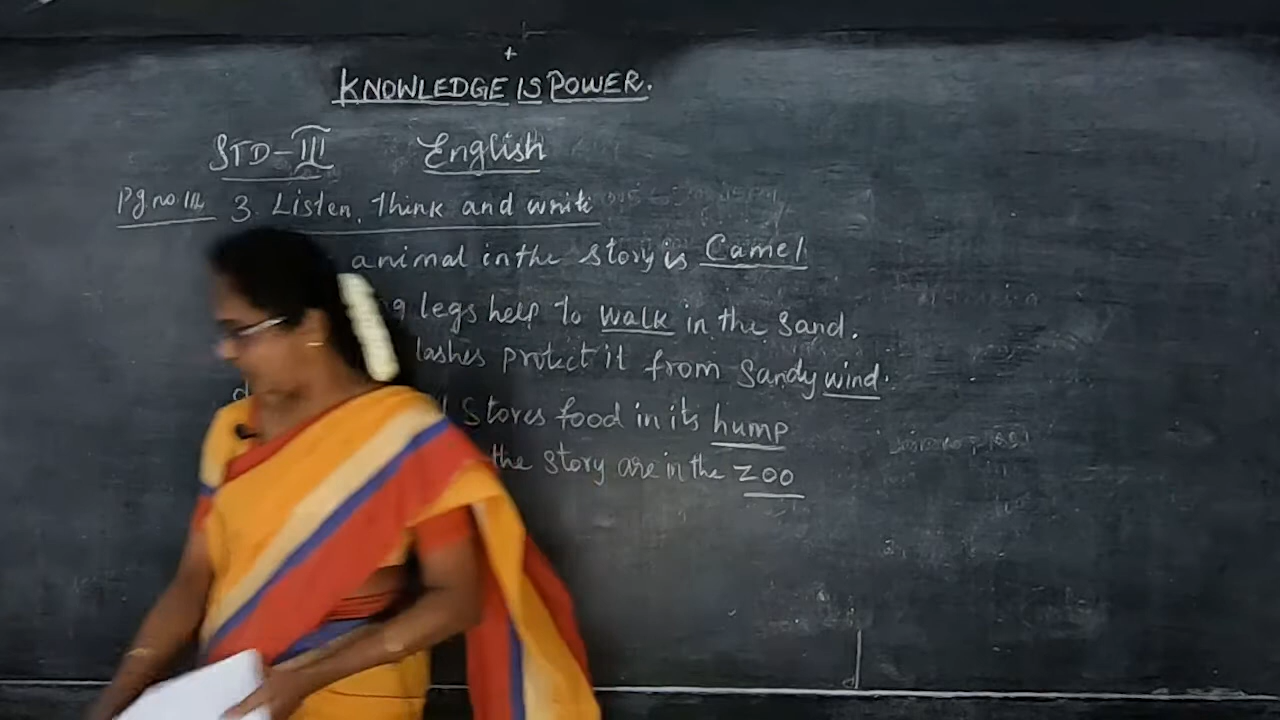 KNOWLEDGE IS POWER.
STD-III English
Pg no 3. Listen, Think and write
animal in the story is Camel
legs help to walk in the sand.
lashes protect it from Sandy wind.
Stores food in its hump
the story are in the zoo